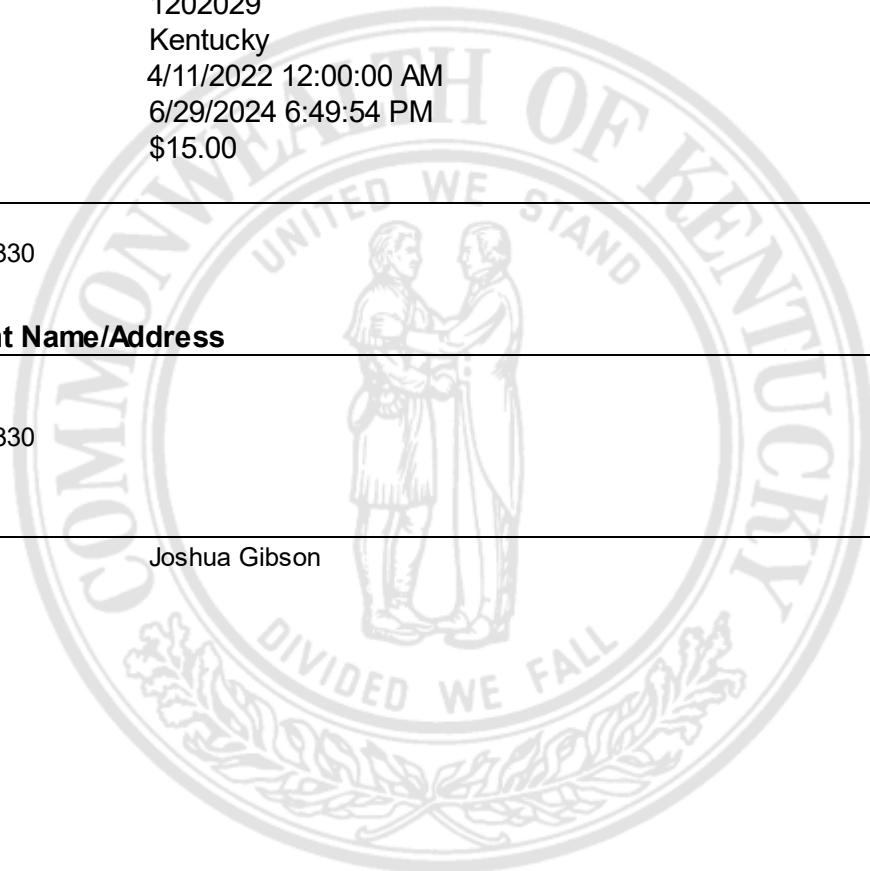 1202029
Kentucky
4/11/2022 12:00:00 AM
6/29/2024 6:49:54 PM
$15.00
330
t Name/Address
330
Joshua Gibson
COMMONWEALTH OF KENTUCKY
UNITED WE STAND
DIVIDED WE FALL